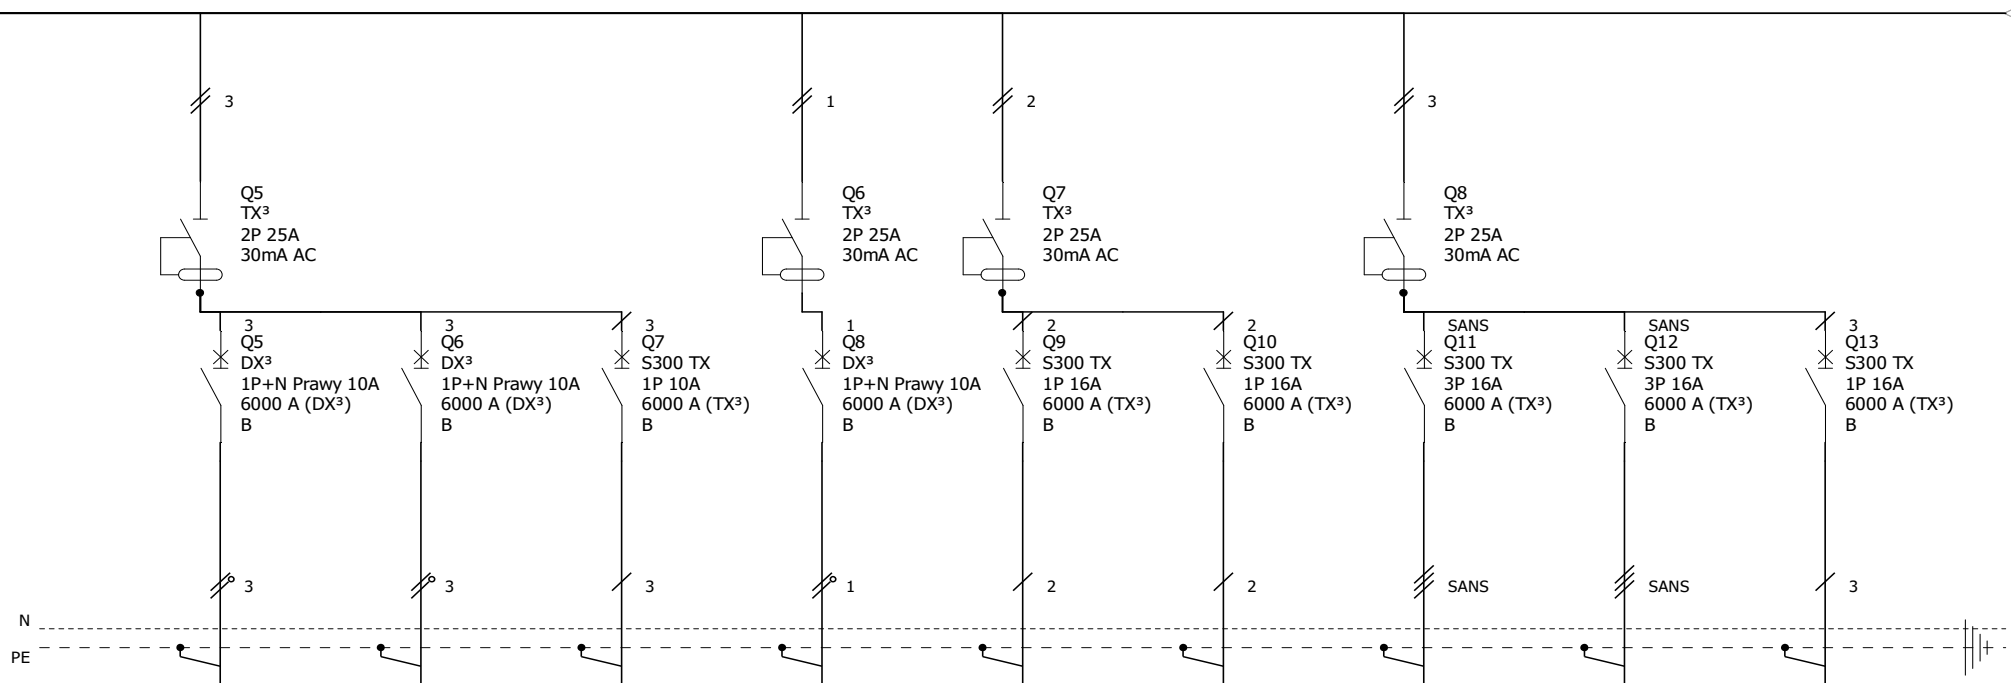 3
1
2
3
Q5
TX³
2P 25A
30mA AC
Q6
TX³
2P 25A
30mA AC
Q7
TX³
2P 25A
30mA AC
Q8
TX³
2P 25A
30mA AC
3
Q5
DX³
1P+N Prawy 10A
6000 A (DX³)
B
3
Q6
DX³
1P+N Prawy 10A
6000 A (DX³)
B
3
Q7
S300 TX
1P 10A
6000 A (TX³)
B
1
Q8
DX³
1P+N Prawy 10A
6000 A (DX³)
B
2
Q9
S300 TX
1P 16A
6000 A (TX³)
B
2
Q10
S300 TX
1P 16A
6000 A (TX³)
B
SANS
Q11
S300 TX
3P 16A
6000 A (TX³)
B
SANS
Q12
S300 TX
3P 16A
6000 A (TX³)
B
3
Q13
S300 TX
1P 16A
6000 A (TX³)
B
3
3
3
1
2
2
SANS
SANS
3
N
PE